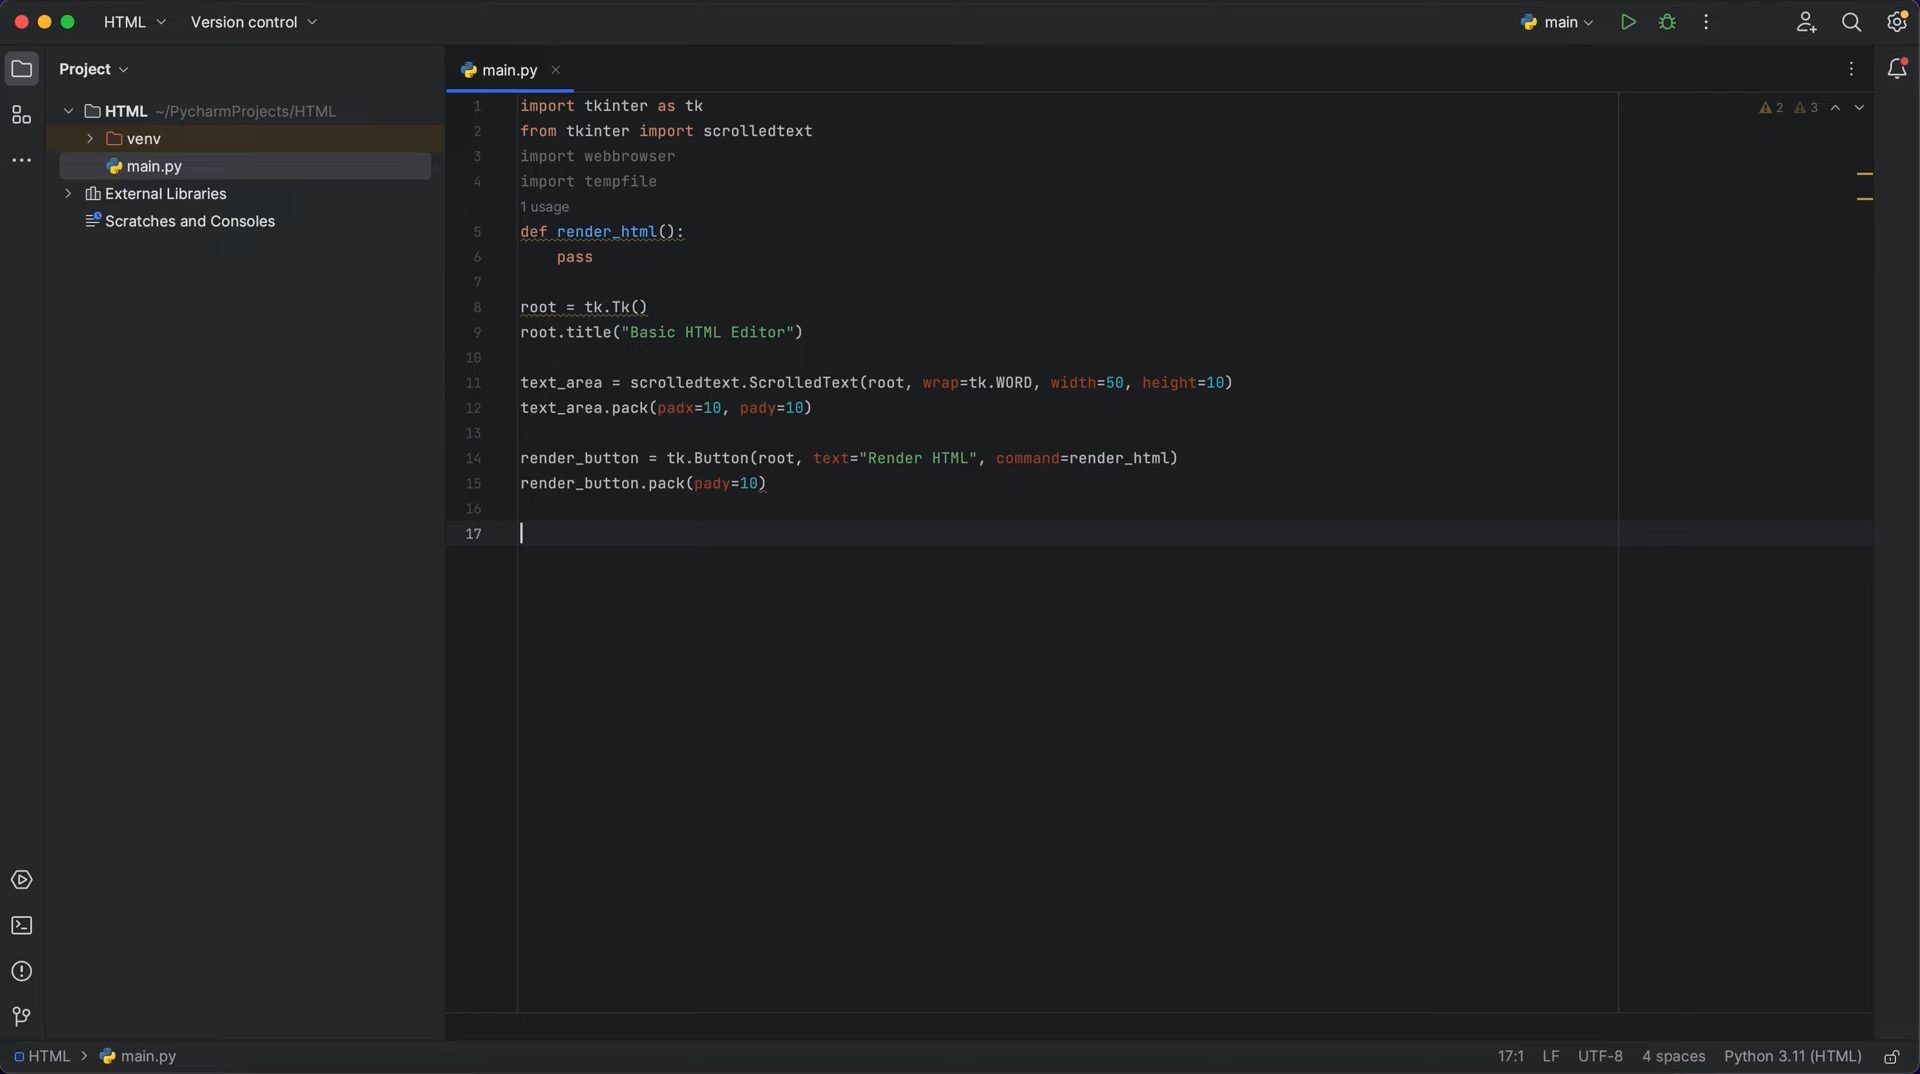 HTML Version control main
Project main.py
HTML ~/PycharmProjects/HTML
venv
main.py
External Libraries
Scratches and Consoles
2 3
1 import tkinter as tk
2 from tkinter import scrolledtext
3 import webbrowser
4 import tempfile
1 usage
5 def render_html():
6     pass
7
8 root = tk.Tk()
9 root.title("Basic HTML Editor")
10
11 text_area = scrolledtext.ScrolledText(root, wrap=tk.WORD, width=50, height=10)
12 text_area.pack(padx=10, pady=10)
13
14 render_button = tk.Button(root, text="Render HTML", command=render_html)
15 render_button.pack(pady=10)
16
17
HTML > main.py 17:1 LF UTF-8 4 spaces Python 3.11 (HTML)